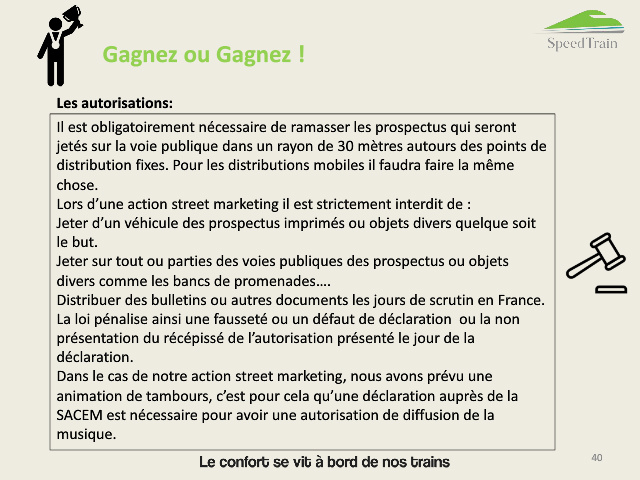 Gagnez ou Gagnez !
SpeedTrain
Les autorisations:
Il est obligatoirement nécessaire de ramasser les prospectus qui seront
jetés sur la voie publique dans un rayon de 30 mètres autours des points de
distribution fixes. Pour les distributions mobiles il faudra faire la même
chose.
Lors d'une action street marketing il est strictement interdit de :
Jeter d'un véhicule des prospectus imprimés ou objets divers quelque soit
le but.
Jeter sur tout ou parties des voies publiques des prospectus ou objets
divers comme les bancs de promenades....
Distribuer des bulletins ou autres documents les jours de scrutin en France.
La loi pénalise ainsi une fausseté ou un défaut de déclaration ou la non
présentation du récépissé de l'autorisation présenté le jour de la
déclaration.
Dans le cas de notre action street marketing, nous avons prévu une
animation de tambours, c'est pour cela qu'une déclaration auprès de la
SACEM est nécessaire pour avoir une autorisation de diffusion de la
musique.
Le confort se vit à bord de nos trains
40